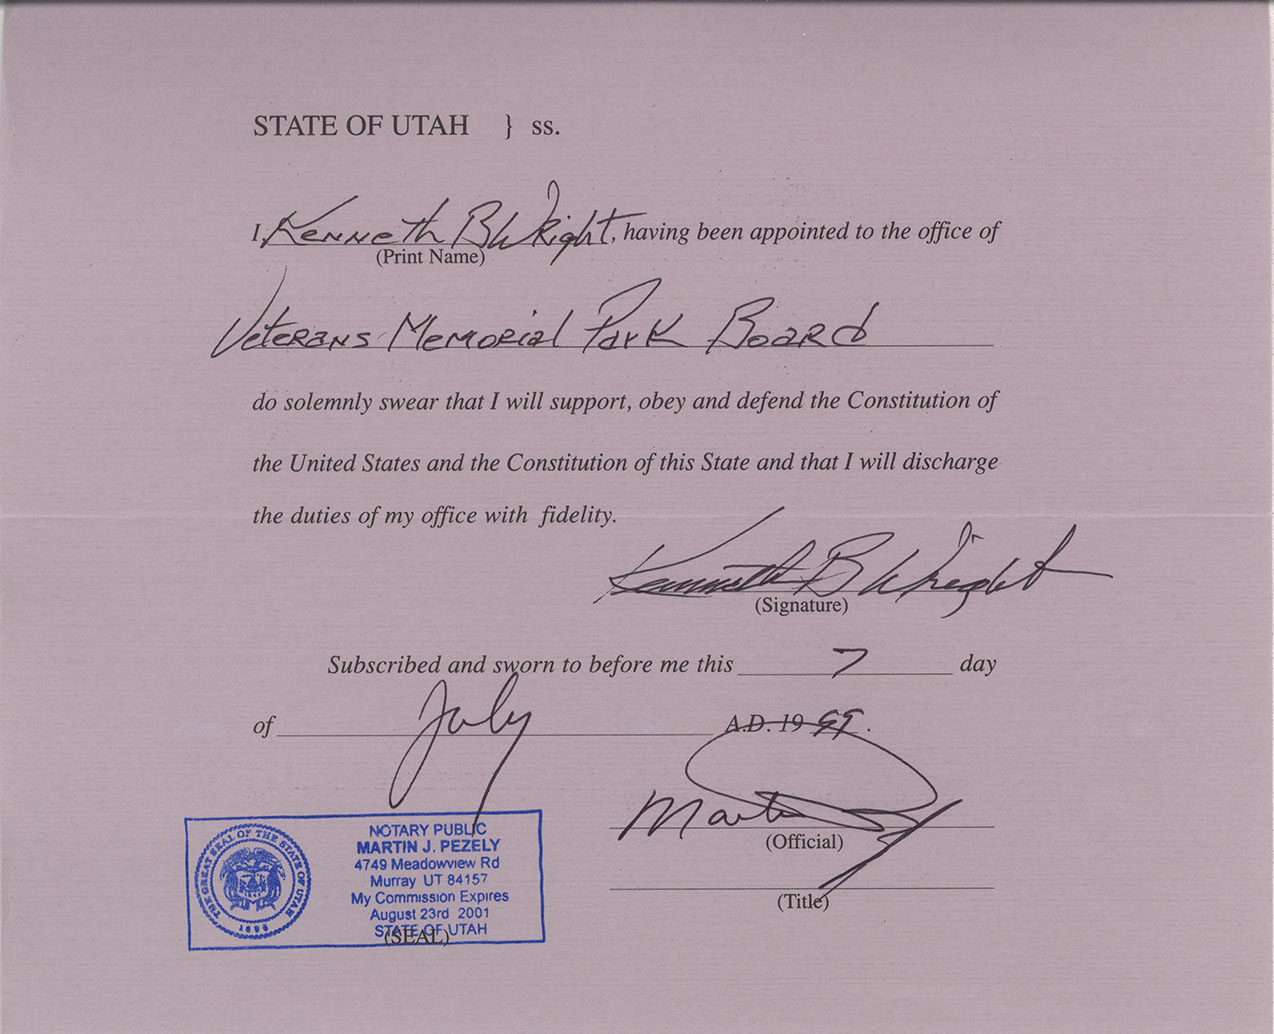 STATE OF UTAH } ss.
I, Kenneth B Wright, having been appointed to the office of
(Print Name)
Veterans Memorial Park Board
do solemnly swear that I will support, obey and defend the Constitution of
the United States and the Constitution of this State and that I will discharge
the duties of my office with fidelity.
Kenneth B Wright
(Signature)
Subscribed and sworn to before me this 7 day
of July A.D. 19 99.
Martin
(Official)
(Title)
NOTARY PUBLIC
MARTIN J. PEZELY
4749 Meadowview Rd
Murray UT 84157
My Commission Expires
August 23rd 2001
STATE OF UTAH
(SEAL)
THE GREAT SEAL OF THE STATE OF UTAH
1896